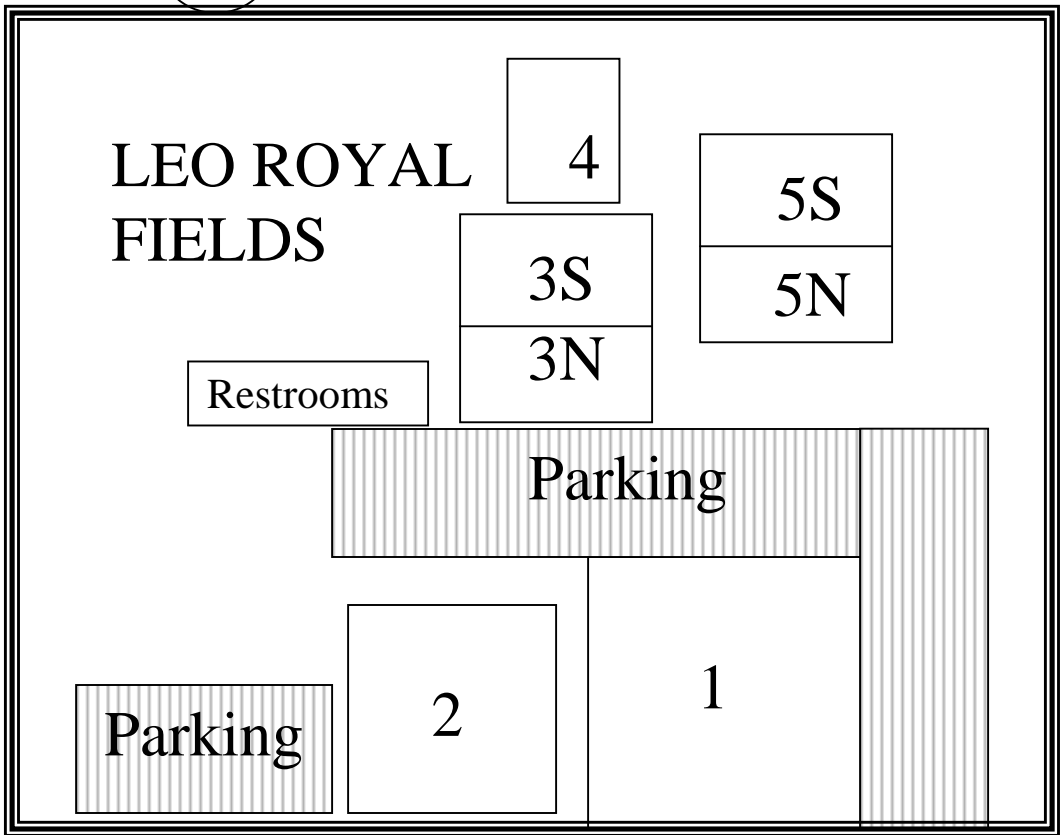 LEO ROYAL
FIELDS
4
5S
5N
3S
3N
Restrooms
Parking
2
1
Parking